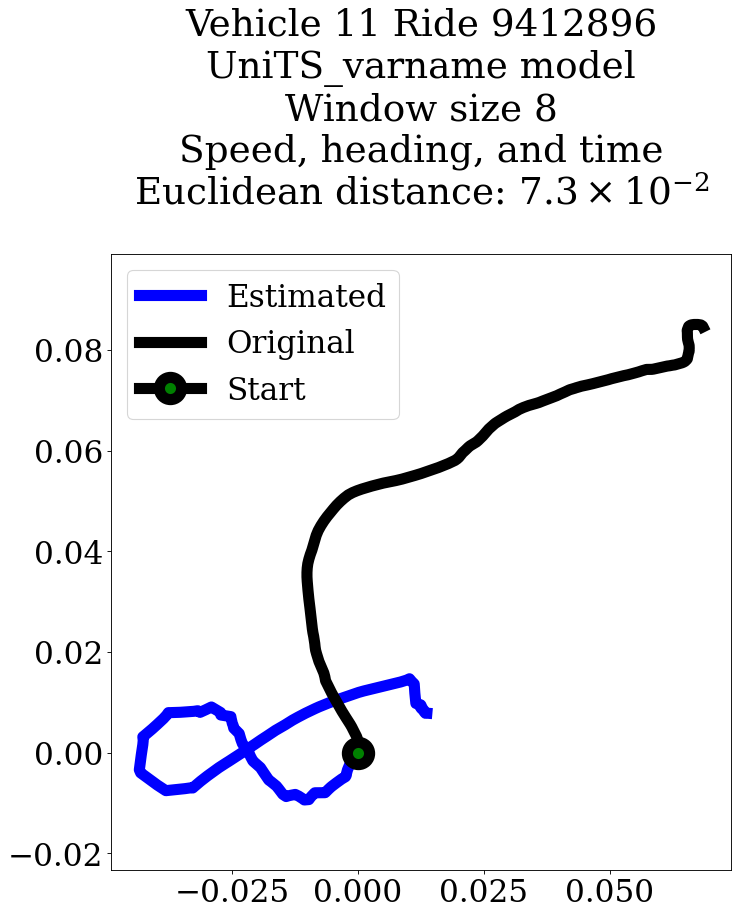 Vehicle 11 Ride 9412896
UniTS_varname model
Window size 8
Speed, heading, and time
Euclidean distance: 7.3 × 10⁻²
Estimated
Original
Start
0.08
0.06
0.04
0.02
0.00
−0.02
−0.025 0.000 0.025 0.050